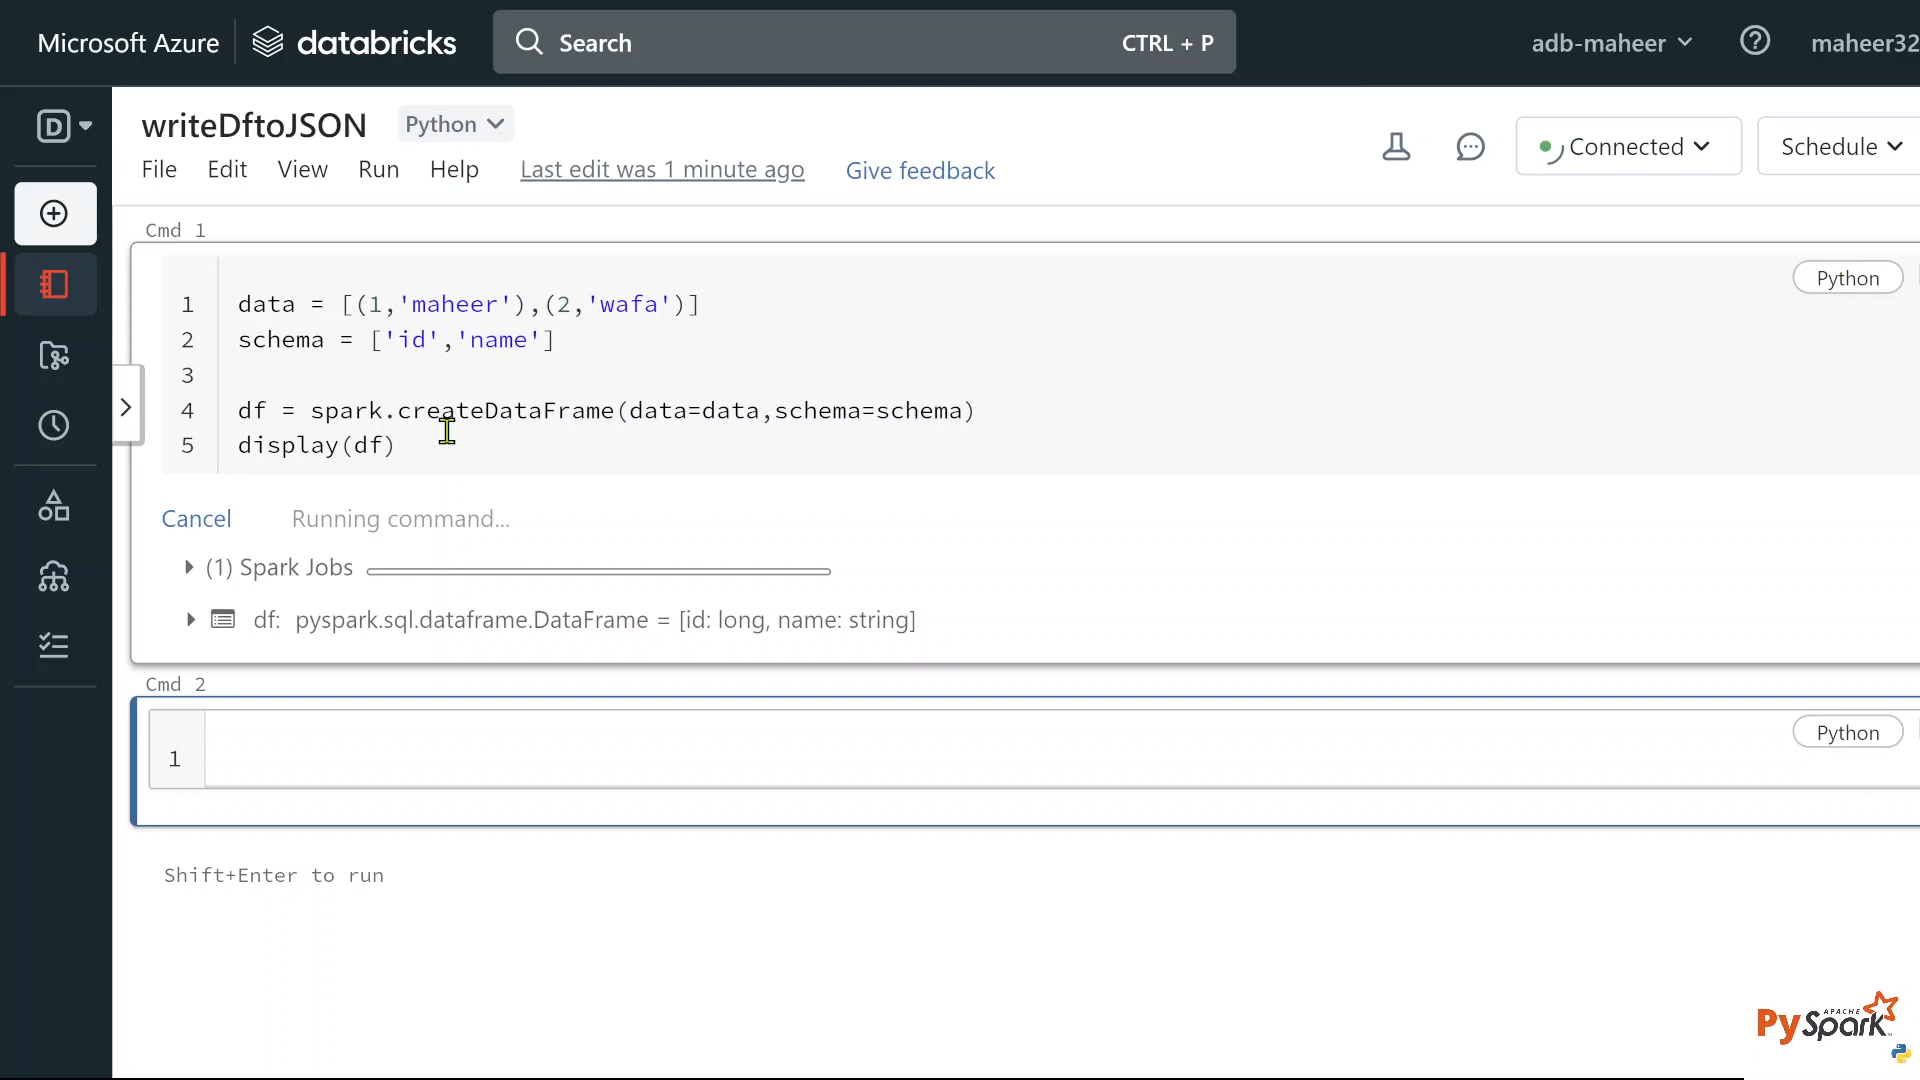 Microsoft Azure databricks Search CTRL + P adb-maheer maheer32
D writeDftoJSON Python
File Edit View Run Help Last edit was 1 minute ago Give feedback Connected Schedule
Cmd 1
Python
1 data = [(1,'maheer'),(2,'wafa')]
2 schema = ['id','name']
3
4 df = spark.createDataFrame(data=data,schema=schema)
5 display(df)
Cancel Running command...
(1) Spark Jobs
df: pyspark.sql.dataframe.DataFrame = [id: long, name: string]
Cmd 2
Python
1
Shift+Enter to run
APACHE
PySpark